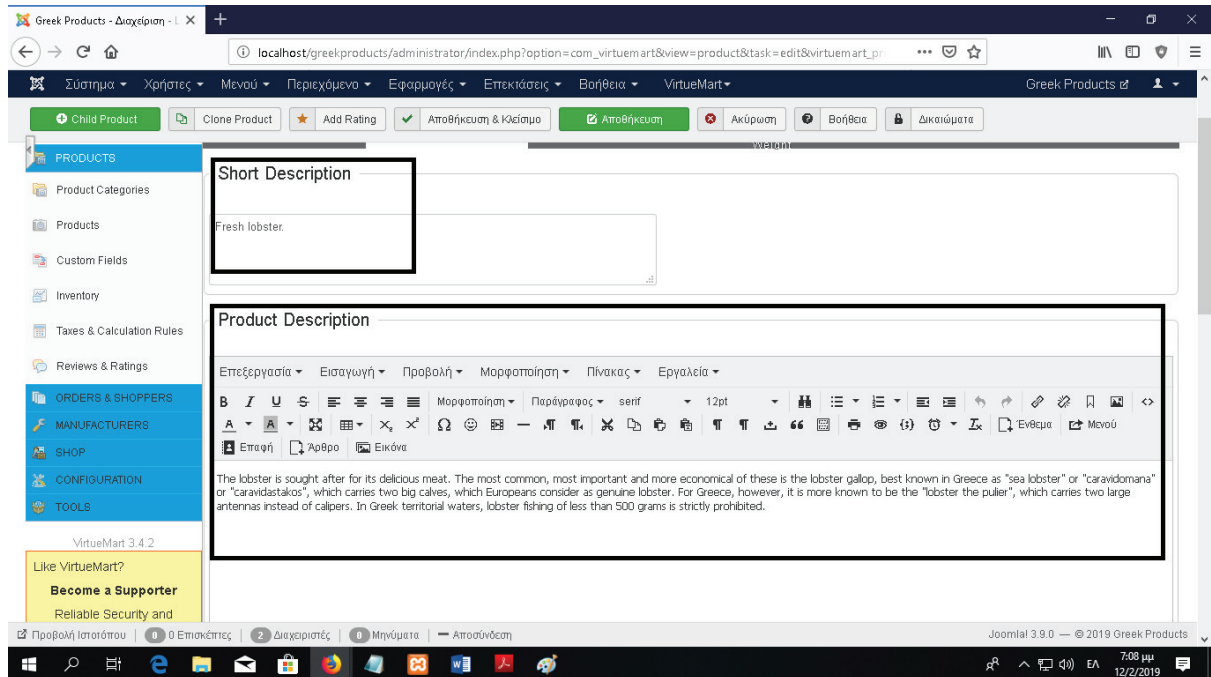 Greek Products - Διαχείριση - L
localhost/greekproducts/administrator/index.php?option=com_virtuemart&view=product&task=edit&virtuemart_pr
Σύστημα Χρήστες Μενού Περιεχόμενο Εφαρμογές Επεκτάσεις Βοήθεια VirtueMart Greek Products
Child Product Clone Product Add Rating Αποθήκευση & Κλείσιμο Αποθήκευση Ακύρωση Βοήθεια Δικαιώματα
Weight
PRODUCTS
Product Categories
Products
Custom Fields
Inventory
Taxes & Calculation Rules
Reviews & Ratings
ORDERS & SHOPPERS
MANUFACTURERS
SHOP
CONFIGURATION
TOOLS
VirtueMart 3.4.2
Like VirtueMart?
Become a Supporter
Reliable Security and
Short Description
Fresh lobster.
Product Description
Επεξεργασία Εισαγωγή Προβολή Μορφοποίηση Πίνακας Εργαλεία
B I U S Μορφοποίηση Παράγραφος serif 12pt
Ένθεμα Μενού
Επαφή Άρθρο Εικόνα
The lobster is sought after for its delicious meat. The most common, most important and more economical of these is the lobster gallop, best known in Greece as "sea lobster" or "caravidomana"
or "caravidastakos", which carries two big calves, which Europeans consider as genuine lobster. For Greece, however, it is more known to be the "lobster the pulier", which carries two large
antennas instead of calipers. In Greek territorial waters, lobster fishing of less than 500 grams is strictly prohibited.
Προβολή Ιστοτόπου 0 0 Επισκέπτες 2 Διαχειριστές 0 Μηνύματα Αποσύνδεση Joomla! 3.9.0 — © 2019 Greek Products
ΕΛ 7:08 μμ
12/2/2019